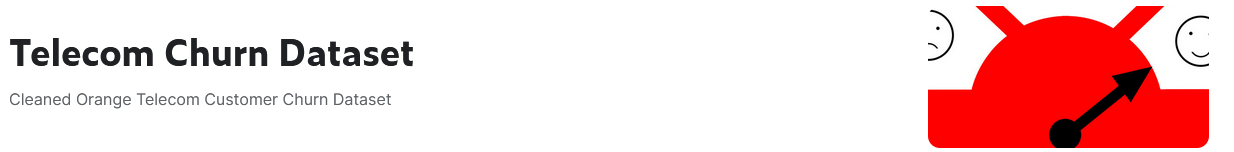 Telecom Churn Dataset
Cleaned Orange Telecom Customer Churn Dataset